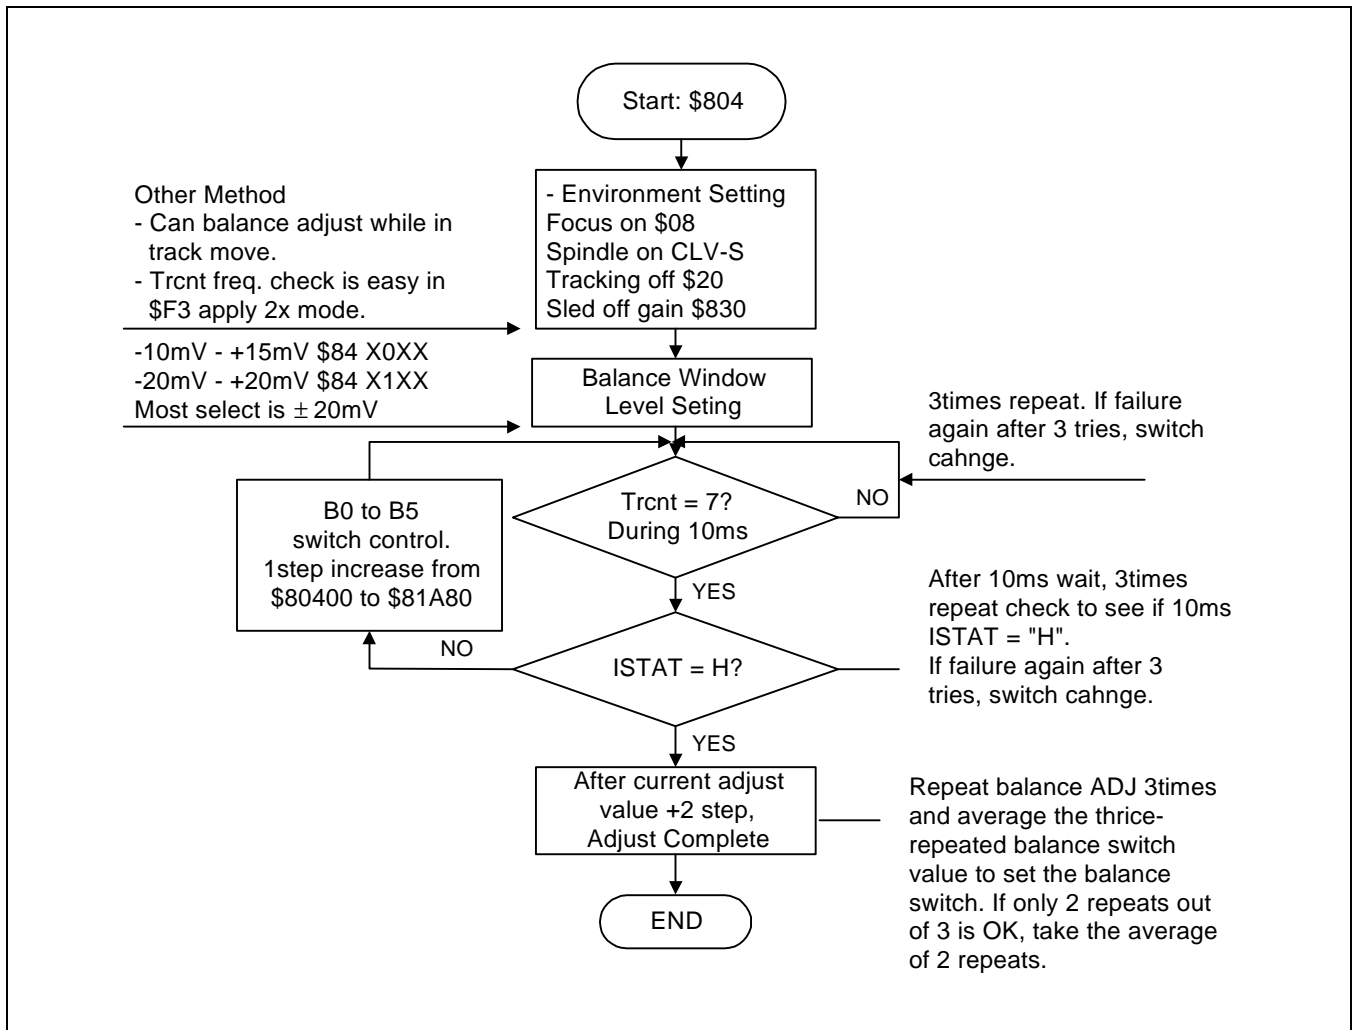 Start: $804
Other Method
- Can balance adjust while in
track move.
- Trcnt freq. check is easy in
$F3 apply 2x mode.
- Environment Setting
Focus on $08
Spindle on CLV-S
Tracking off $20
Sled off gain $830
-10mV - +15mV $84 X0XX
-20mV - +20mV $84 X1XX
Most select is ± 20mV
Balance Window
Level Seting
3times repeat. If failure
again after 3 tries, switch
cahnge.
B0 to B5
switch control.
1step increase from
$80400 to $81A80
Trcnt = 7?
During 10ms
NO
YES
After 10ms wait, 3times
repeat check to see if 10ms
ISTAT = "H".
If failure again after 3
tries, switch cahnge.
NO
ISTAT = H?
YES
After current adjust
value +2 step,
Adjust Complete
Repeat balance ADJ 3times
and average the thrice-
repeated balance switch
value to set the balance
switch. If only 2 repeats out
of 3 is OK, take the average
of 2 repeats.
END